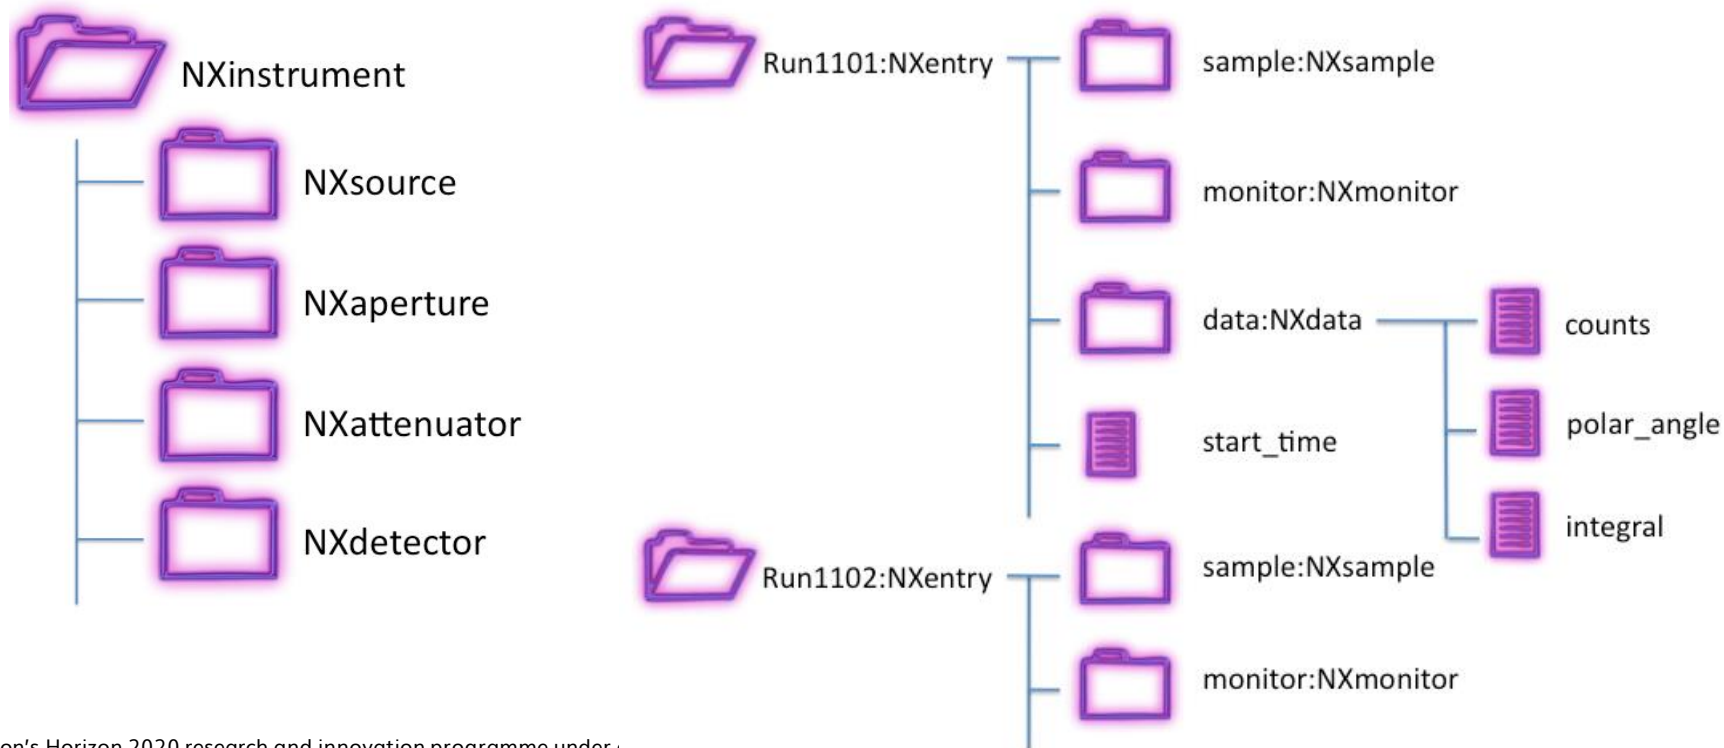 NXinstrument
NXsource
NXaperture
NXattenuator
NXdetector
Run1101:NXentry
sample:NXsample
monitor:NXmonitor
data:NXdata
counts
polar_angle
integral
start_time
Run1102:NXentry
sample:NXsample
monitor:NXmonitor
on's Horizon 2020 research and innovation programme under